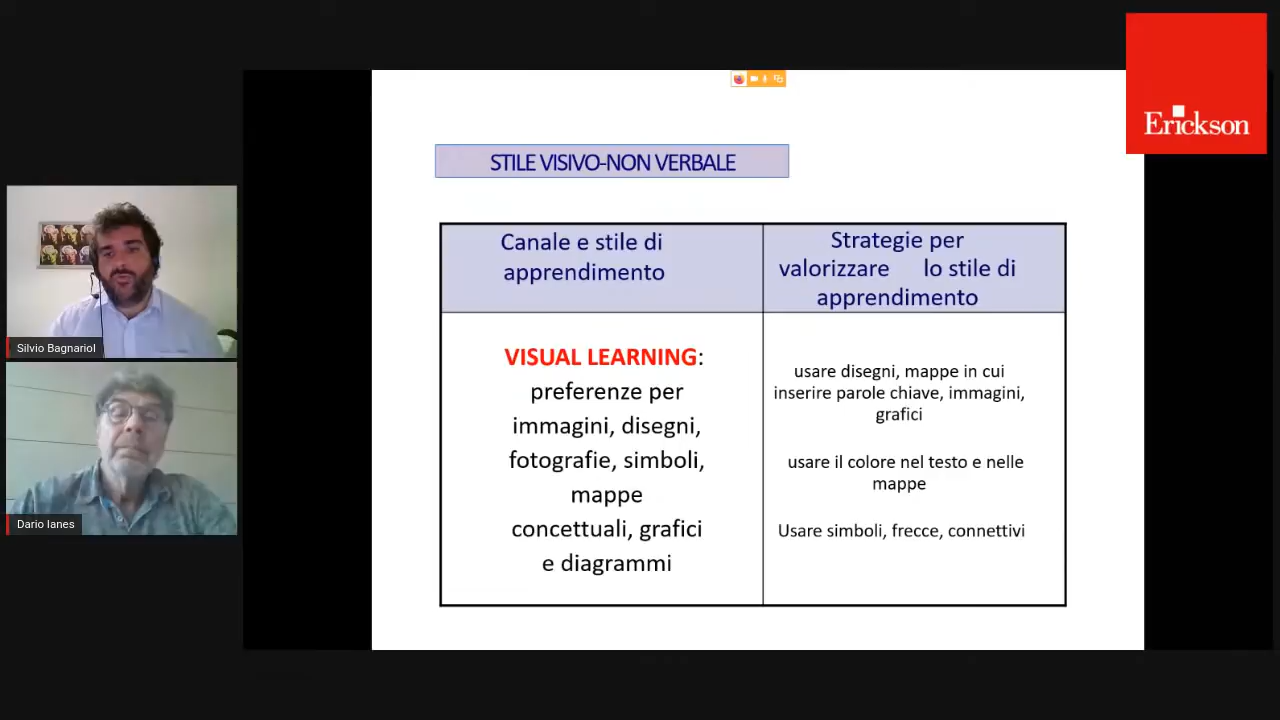 Erickson
STILE VISIVO-NON VERBALE
Canale e stile di
apprendimento
Strategie per
valorizzare lo stile di
apprendimento
VISUAL LEARNING:
preferenze per
immagini, disegni,
fotografie, simboli,
mappe
concettuali, grafici
e diagrammi
usare disegni, mappe in cui
inserire parole chiave, immagini,
grafici
usare il colore nel testo e nelle
mappe
Usare simboli, frecce, connettivi
Silvio Bagnariol
Dario Ianes